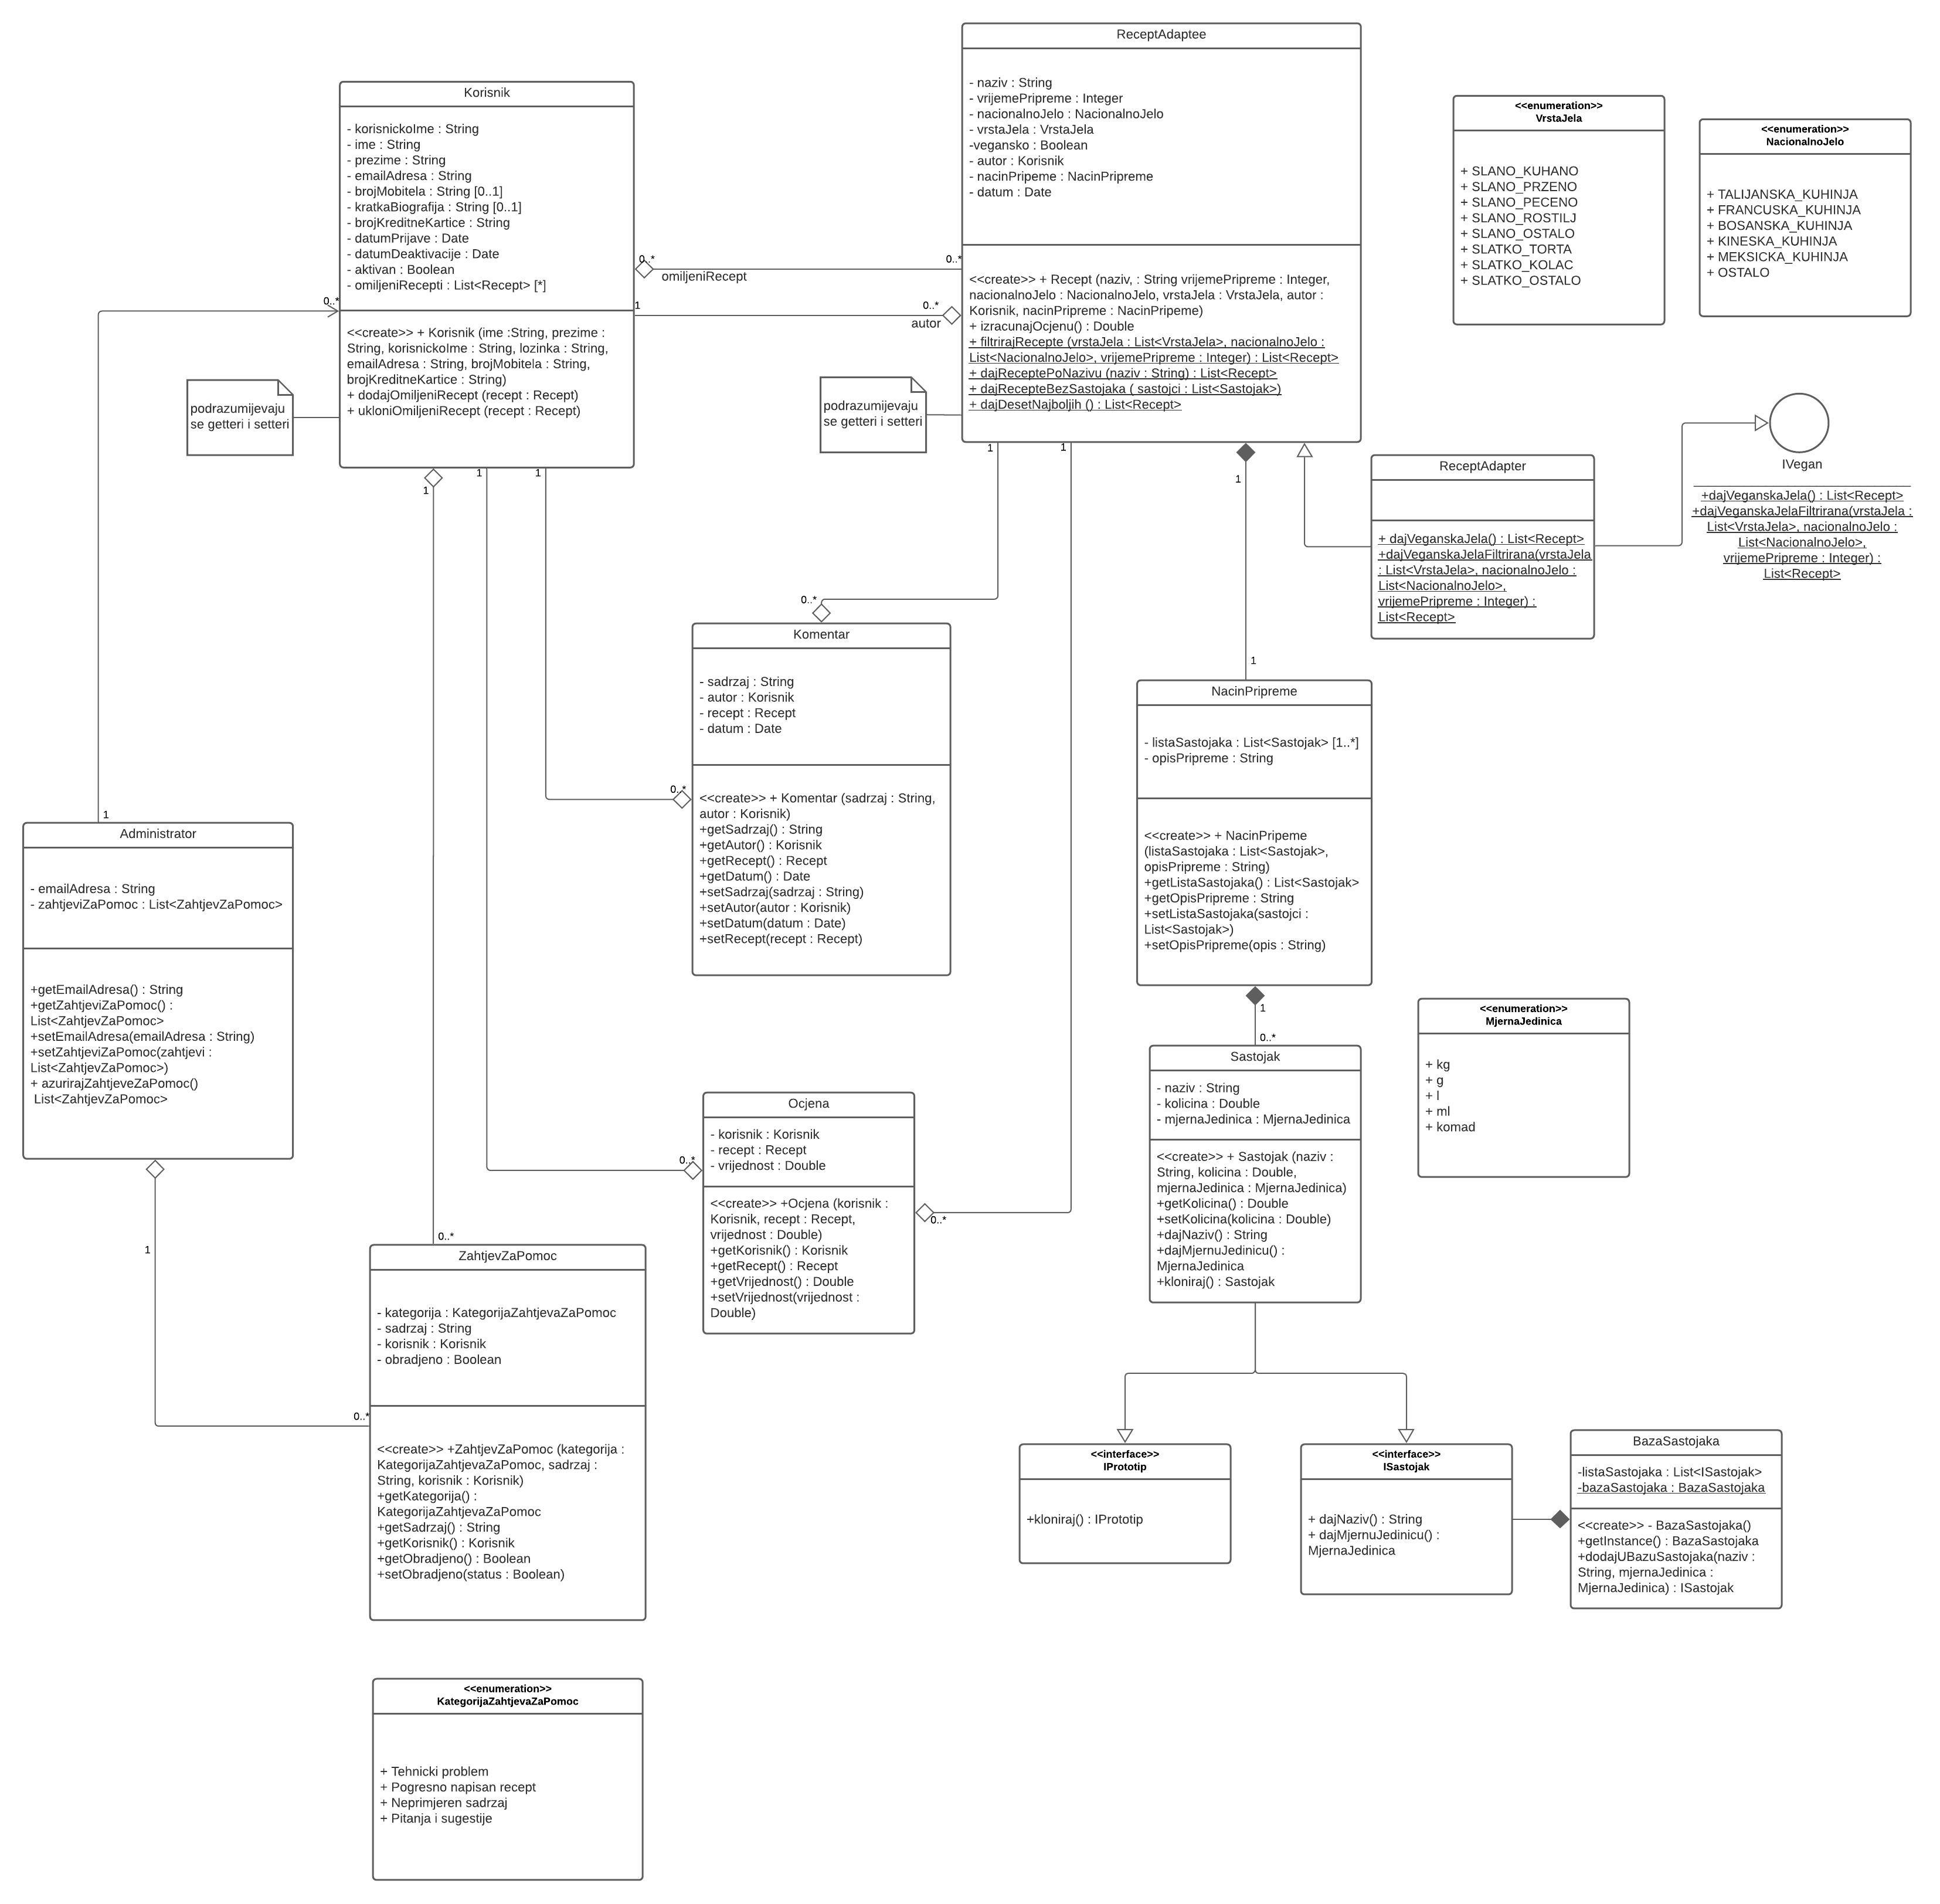 Korisnik
- korisnickoIme : String
- ime : String
- prezime : String
- emailAdresa : String
- brojMobitela : String [0..1]
- kratkaBiografija : String [0..1]
- brojKreditneKartice : String
- datumPrijave : Date
- datumDeaktivacije : Date
- aktivan : Boolean
- omiljeniRecepti : List<Recept> [*]
<<create>> + Korisnik (ime :String, prezime :
String, korisnickoIme : String, lozinka : String,
emailAdresa : String, brojMobitela : String,
brojKreditneKartice : String)
+ dodajOmiljeniRecept (recept : Recept)
+ ukloniOmiljeniRecept (recept : Recept)
podrazumijevaju
se getteri i setteri
0..*
omiljeniRecept
0..*
1
0..*
autor
0..*
ReceptAdaptee
- naziv : String
- vrijemePripreme : Integer
- nacionalnoJelo : NacionalnoJelo
- vrstaJela : VrstaJela
-vegansko : Boolean
- autor : Korisnik
- nacinPripeme : NacinPripreme
- datum : Date
<<create>> + Recept (naziv, : String vrijemePripreme : Integer,
nacionalnoJelo : NacionalnoJelo, vrstaJela : VrstaJela, autor :
Korisnik, nacinPripreme : NacinPripeme)
+ izracunajOcjenu() : Double
+ filtrirajRecepte (vrstaJela : List<VrstaJela>, nacionalnoJelo :
List<NacionalnoJelo>, vrijemePripreme : Integer) : List<Recept>
+ dajReceptePoNazivu (naziv : String) : List<Recept>
+ dajRecepteBezSastojaka ( sastojci : List<Sastojak>)
+ dajDesetNajboljih () : List<Recept>
podrazumijevaju
se getteri i setteri
<<enumeration>>
VrstaJela
+ SLANO_KUHANO
+ SLANO_PRZENO
+ SLANO_PECENO
+ SLANO_ROSTILJ
+ SLANO_OSTALO
+ SLATKO_TORTA
+ SLATKO_KOLAC
+ SLATKO_OSTALO
<<enumeration>>
NacionalnoJelo
+ TALIJANSKA_KUHINJA
+ FRANCUSKA_KUHINJA
+ BOSANSKA_KUHINJA
+ KINESKA_KUHINJA
+ MEKSICKA_KUHINJA
+ OSTALO
ReceptAdapter
+ dajVeganskaJela() : List<Recept>
+dajVeganskaJelaFiltrirana(vrstaJela
: List<VrstaJela>, nacionalnoJelo :
List<NacionalnoJelo>,
vrijemePripreme : Integer) :
List<Recept>
IVegan
+dajVeganskaJela() : List<Recept>
+dajVeganskaJelaFiltrirana(vrstaJela :
List<VrstaJela>, nacionalnoJelo :
List<NacionalnoJelo>,
vrijemePripreme : Integer) :
List<Recept>
1
1
1
1
1
1
0..*
1
Komentar
- sadrzaj : String
- autor : Korisnik
- recept : Recept
- datum : Date
<<create>> + Komentar (sadrzaj : String,
autor : Korisnik)
+getSadrzaj() : String
+getAutor() : Korisnik
+getRecept() : Recept
+getDatum() : Date
+setSadrzaj(sadrzaj : String)
+setAutor(autor : Korisnik)
+setDatum(datum : Date)
+setRecept(recept : Recept)
0..*
NacinPripreme
- listaSastojaka : List<Sastojak> [1..*]
- opisPripreme : String
<<create>> + NacinPripeme
(listaSastojaka : List<Sastojak>,
opisPripreme : String)
+getListaSastojaka() : List<Sastojak>
+getOpisPripreme : String
+setListaSastojaka(sastojci :
List<Sastojak>)
+setOpisPripreme(opis : String)
1
Administrator
- emailAdresa : String
- zahtjeviZaPomoc : List<ZahtjevZaPomoc>
+getEmailAdresa() : String
+getZahtjeviZaPomoc() :
List<ZahtjevZaPomoc>
+setEmailAdresa(emailAdresa : String)
+setZahtjeviZaPomoc(zahtjevi :
List<ZahtjevZaPomoc>)
+ azurirajZahtjeveZaPomoc()
List<ZahtjevZaPomoc>
1
0..*
1
0..*
Sastojak
- naziv : String
- kolicina : Double
- mjernaJedinica : MjernaJedinica
<<create>> + Sastojak (naziv :
String, kolicina : Double,
mjernaJedinica : MjernaJedinica)
+getKolicina() : Double
+setKolicina(kolicina : Double)
+dajNaziv() : String
+dajMjernuJedinicu() :
MjernaJedinica
+kloniraj() : Sastojak
<<enumeration>>
MjernaJedinica
+ kg
+ g
+ l
+ ml
+ komad
Ocjena
- korisnik : Korisnik
- recept : Recept
- vrijednost : Double
<<create>> +Ocjena (korisnik :
Korisnik, recept : Recept,
vrijednost : Double)
+getKorisnik() : Korisnik
+getRecept() : Recept
+getVrijednost() : Double
+setVrijednost(vrijednost :
Double)
0..*
0..*
0..*
ZahtjevZaPomoc
- kategorija : KategorijaZahtjevaZaPomoc
- sadrzaj : String
- korisnik : Korisnik
- obradjeno : Boolean
<<create>> +ZahtjevZaPomoc (kategorija :
KategorijaZahtjevaZaPomoc, sadrzaj :
String, korisnik : Korisnik)
+getKategorija() :
KategorijaZahtjevaZaPomoc
+getSadrzaj() : String
+getKorisnik() : Korisnik
+getObradjeno() : Boolean
+setObradjeno(status : Boolean)
<<interface>>
IPrototip
+kloniraj() : IPrototip
<<interface>>
ISastojak
+ dajNaziv() : String
+ dajMjernuJedinicu() :
MjernaJedinica
BazaSastojaka
-listaSastojaka : List<ISastojak>
-bazaSastojaka : BazaSastojaka
<<create>> - BazaSastojaka()
+getInstance() : BazaSastojaka
+dodajUBazuSastojaka(naziv :
String, mjernaJedinica :
MjernaJedinica) : ISastojak
<<enumeration>>
KategorijaZahtjevaZaPomoc
+ Tehnicki problem
+ Pogresno napisan recept
+ Neprimjeren sadrzaj
+ Pitanja i sugestije